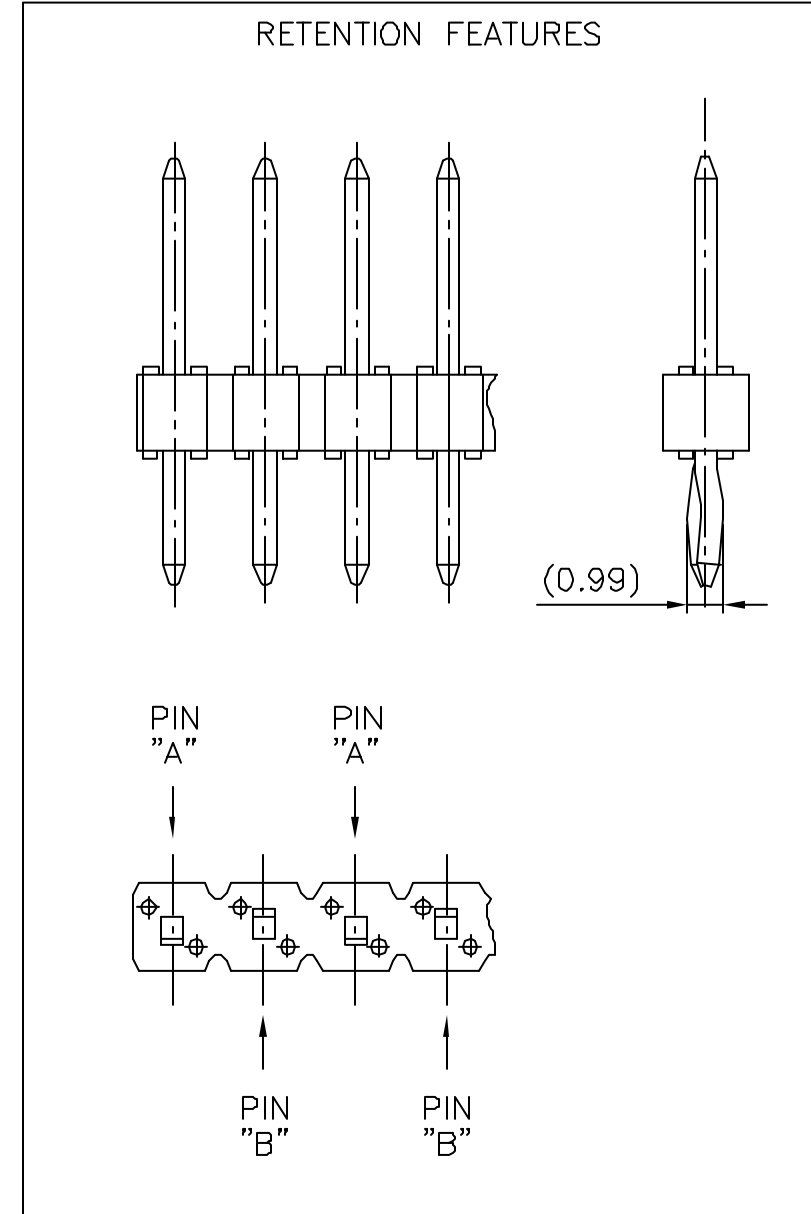 RETENTION FEATURES
(0.99)
PIN PIN
"A" "A"
PIN PIN
"B" "B"